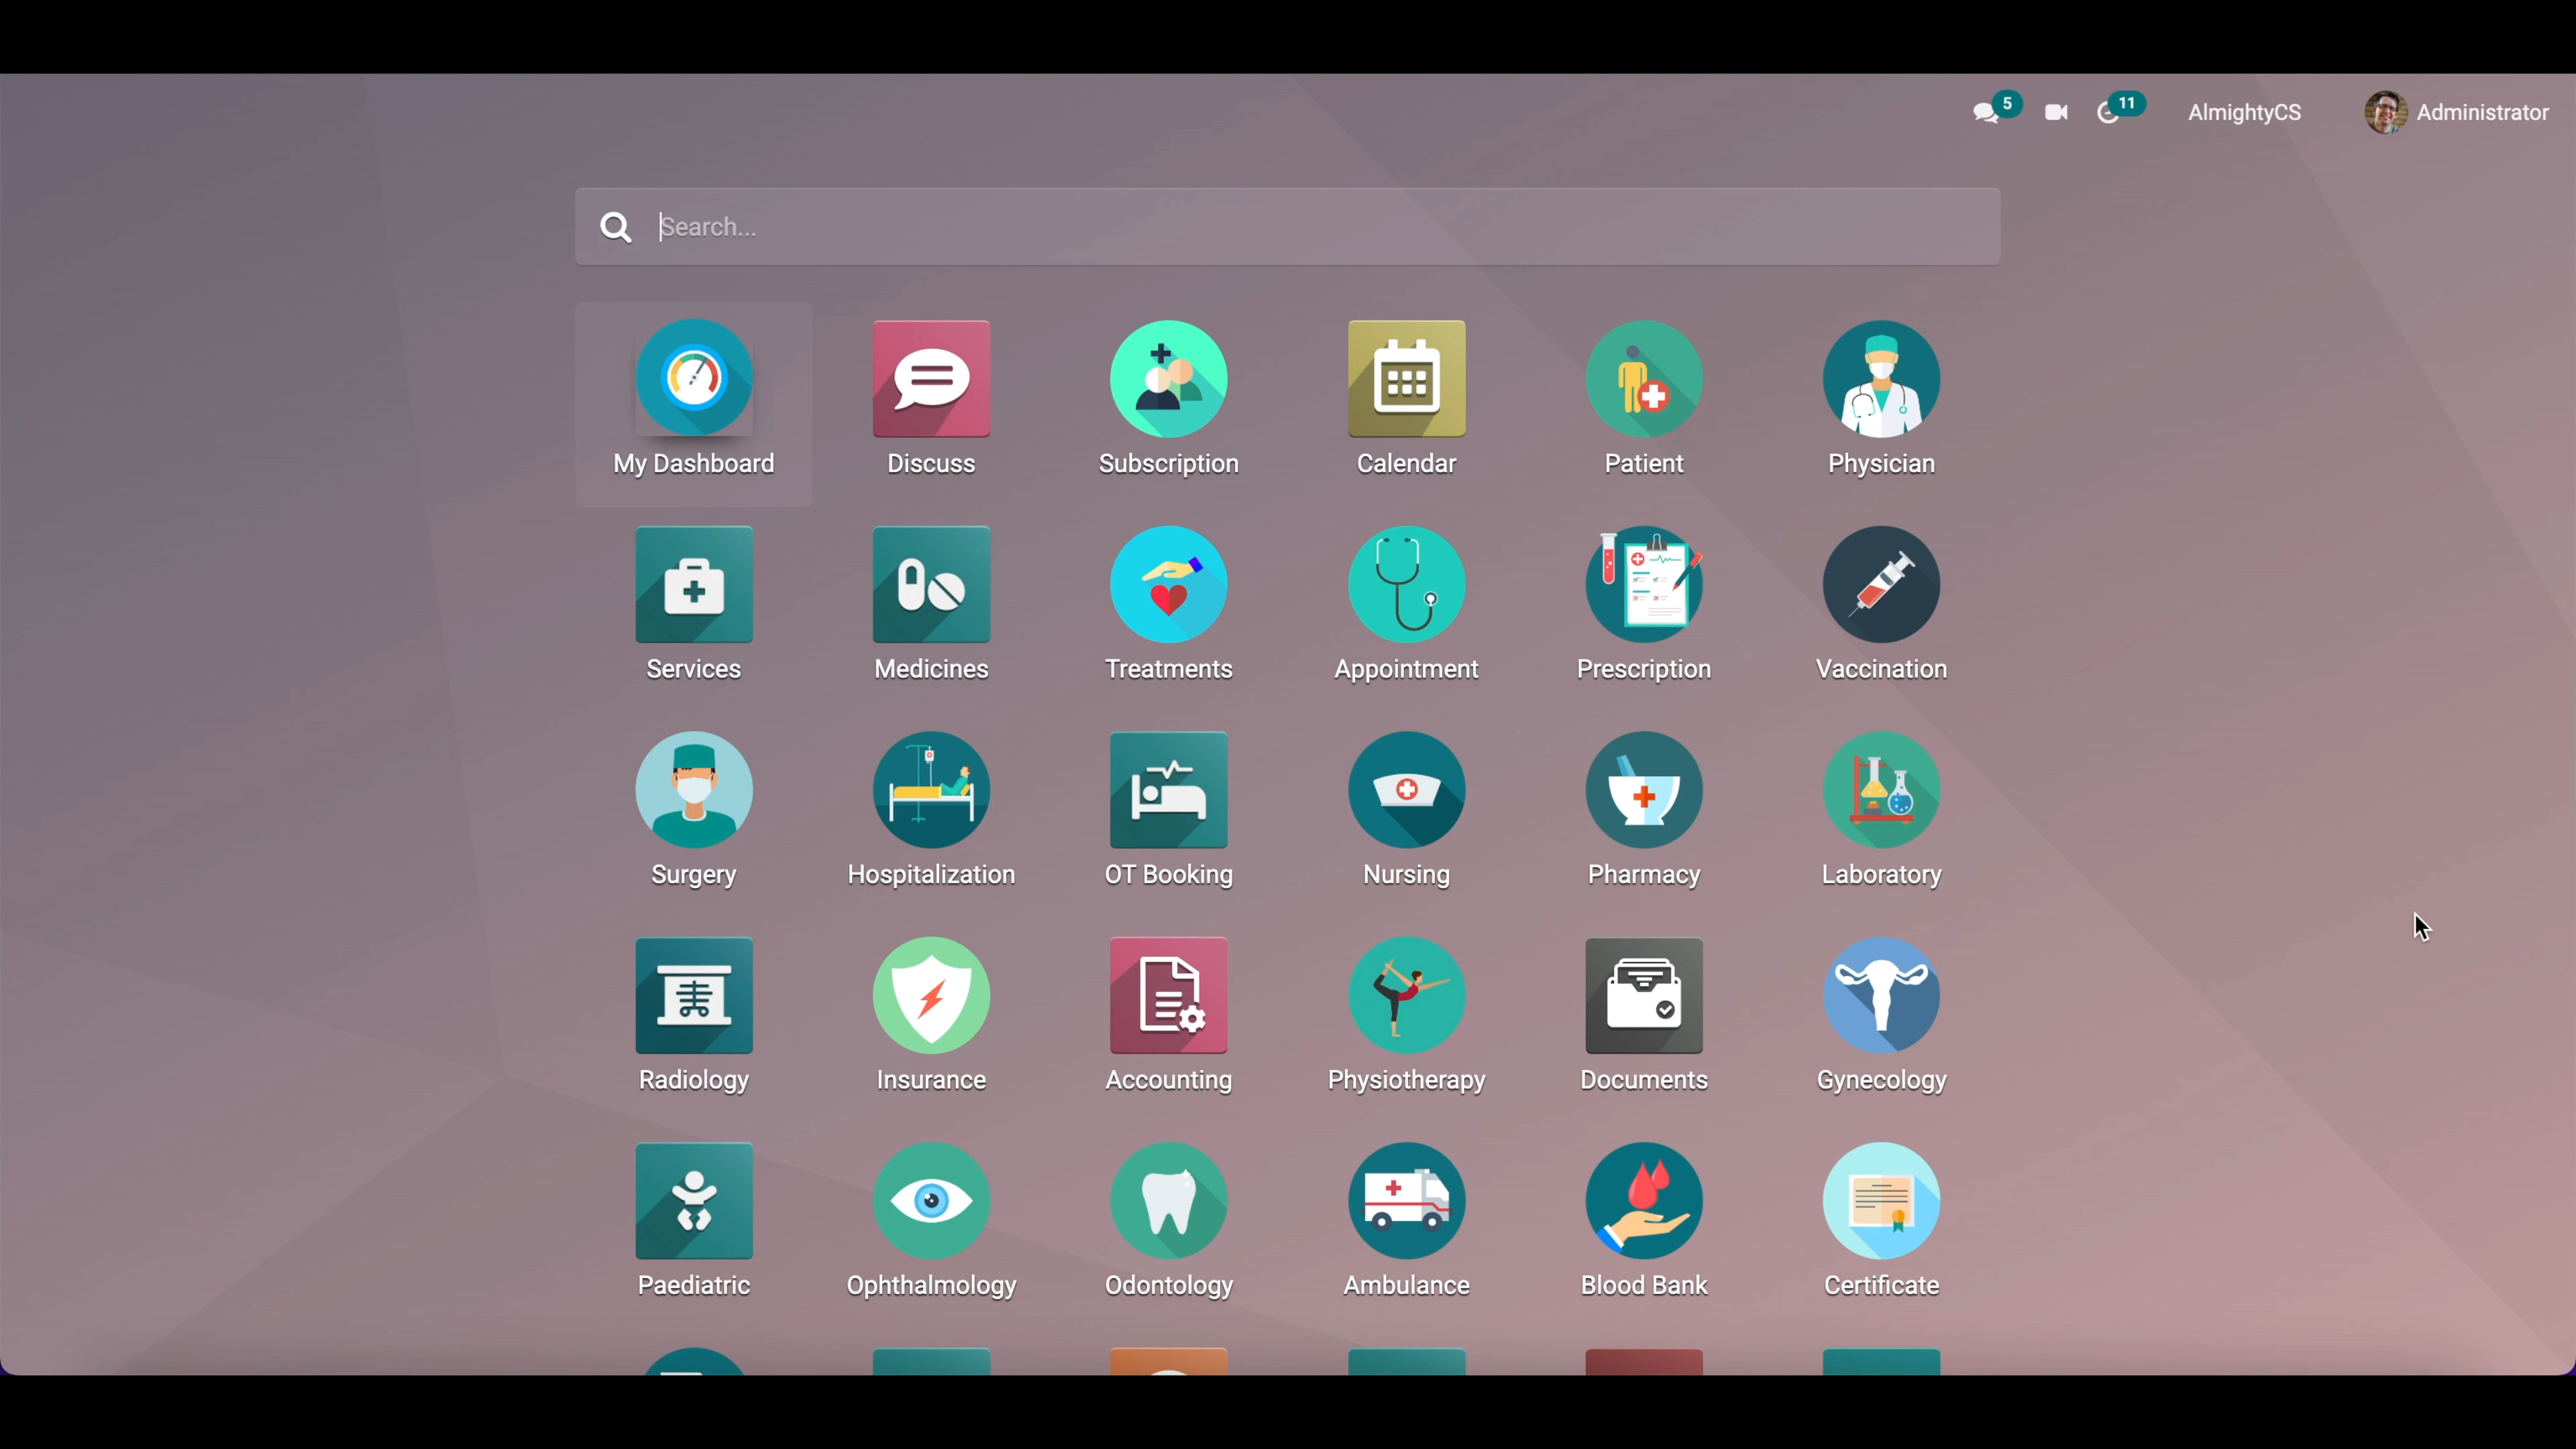 5
11
AlmightyCS
Administrator
Search...
My Dashboard
Discuss
Subscription
Calendar
Patient
Physician
Services
Medicines
Treatments
Appointment
Prescription
Vaccination
Surgery
Hospitalization
OT Booking
Nursing
Pharmacy
Laboratory
Radiology
Insurance
Accounting
Physiotherapy
Documents
Gynecology
Paediatric
Ophthalmology
Odontology
Ambulance
Blood Bank
Certificate